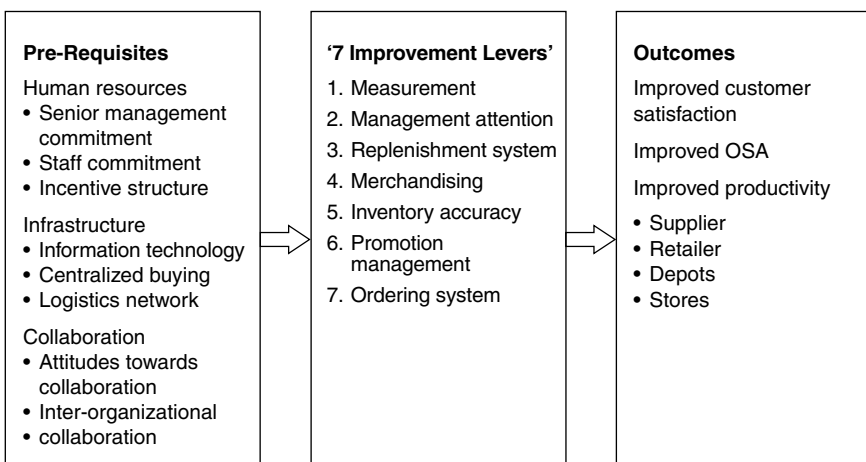 Pre-Requisites
Human resources
• Senior management
commitment
• Staff commitment
• Incentive structure
Infrastructure
• Information technology
• Centralized buying
• Logistics network
Collaboration
• Attitudes towards
collaboration
• Inter-organizational
• collaboration
‘7 Improvement Levers’
1. Measurement
2. Management attention
3. Replenishment system
4. Merchandising
5. Inventory accuracy
6. Promotion
management
7. Ordering system
Outcomes
Improved customer
satisfaction
Improved OSA
Improved productivity
• Supplier
• Retailer
• Depots
• Stores